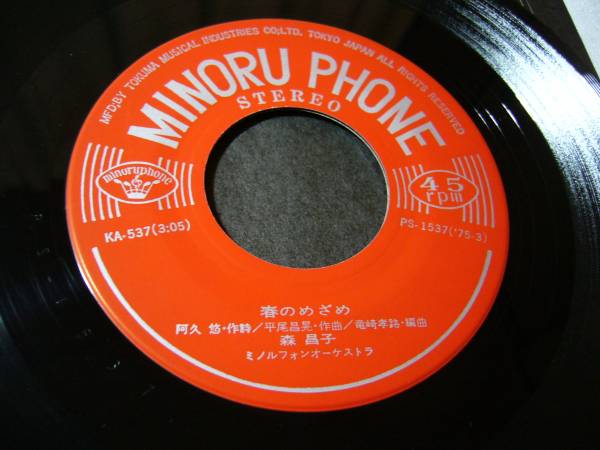 MFD,BY TOKUMA MUSICAL INDUSTRIES CO;LTD. TOKYO JAPAN ALL RIGHTS RESERVED
MINORU PHONE
STEREO
minoruphone
45
rpm
KA-537(3:05)
PS-1537('75-3)
春のめざめ
阿久 悠・作詩/平尾昌晃・作曲/竜崎孝路・編曲
森 昌子
ミノルフォンオーケストラ